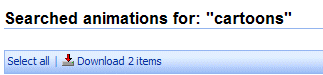 Searched animations for: "cartoons"
Select all | Download 2 items